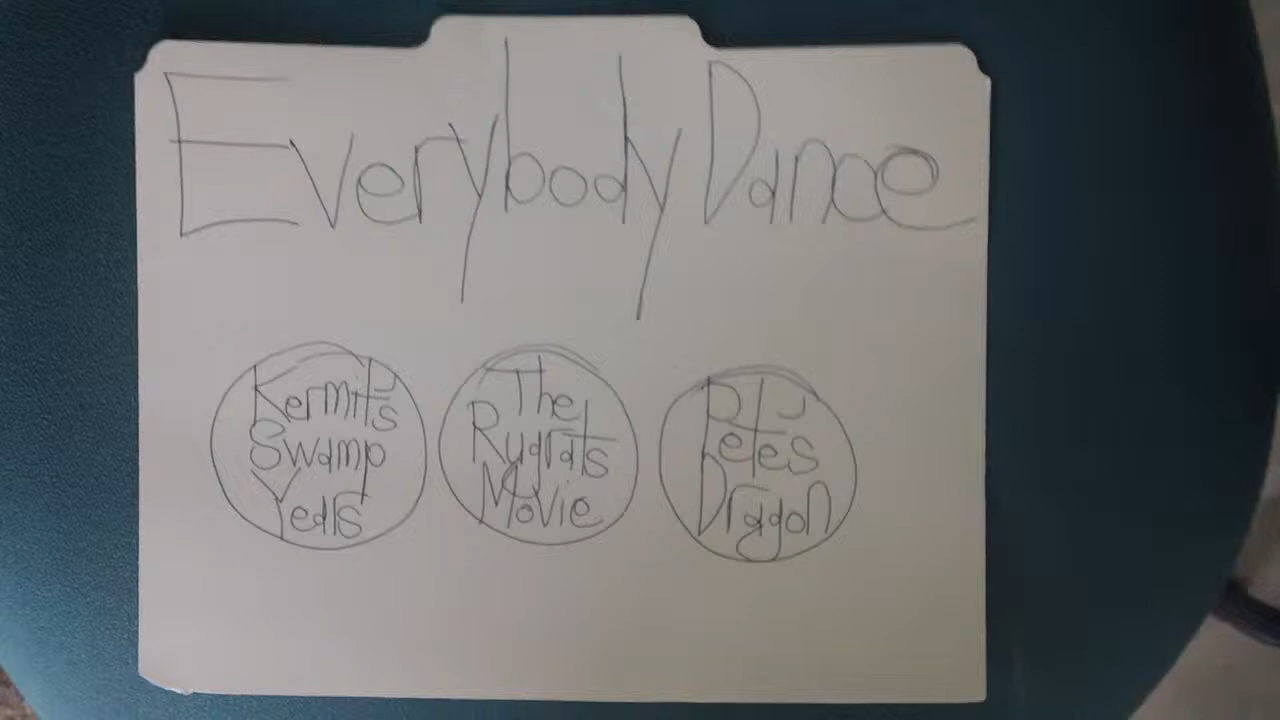 Everybody Dance
Kermit's
Swamp
Years
The
Rugrats
Movie
Pete's
Dragon